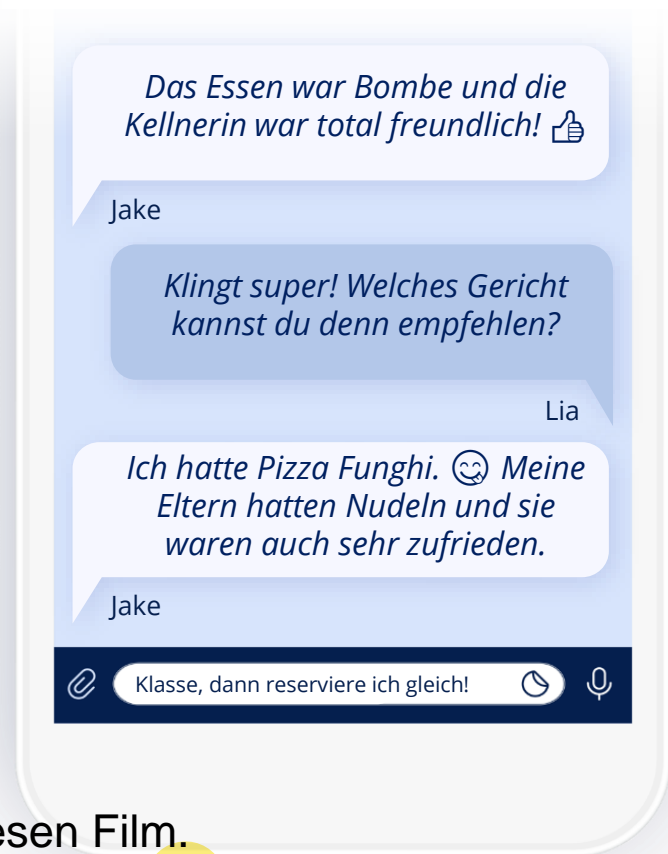 Das Essen war Bombe und die
Kellnerin war total freundlich! 👍
Jake
Klingt super! Welches Gericht
kannst du denn empfehlen?
Lia
Ich hatte Pizza Funghi. 😋 Meine
Eltern hatten Nudeln und sie
waren auch sehr zufrieden.
Jake
Klasse, dann reserviere ich gleich!
Film.